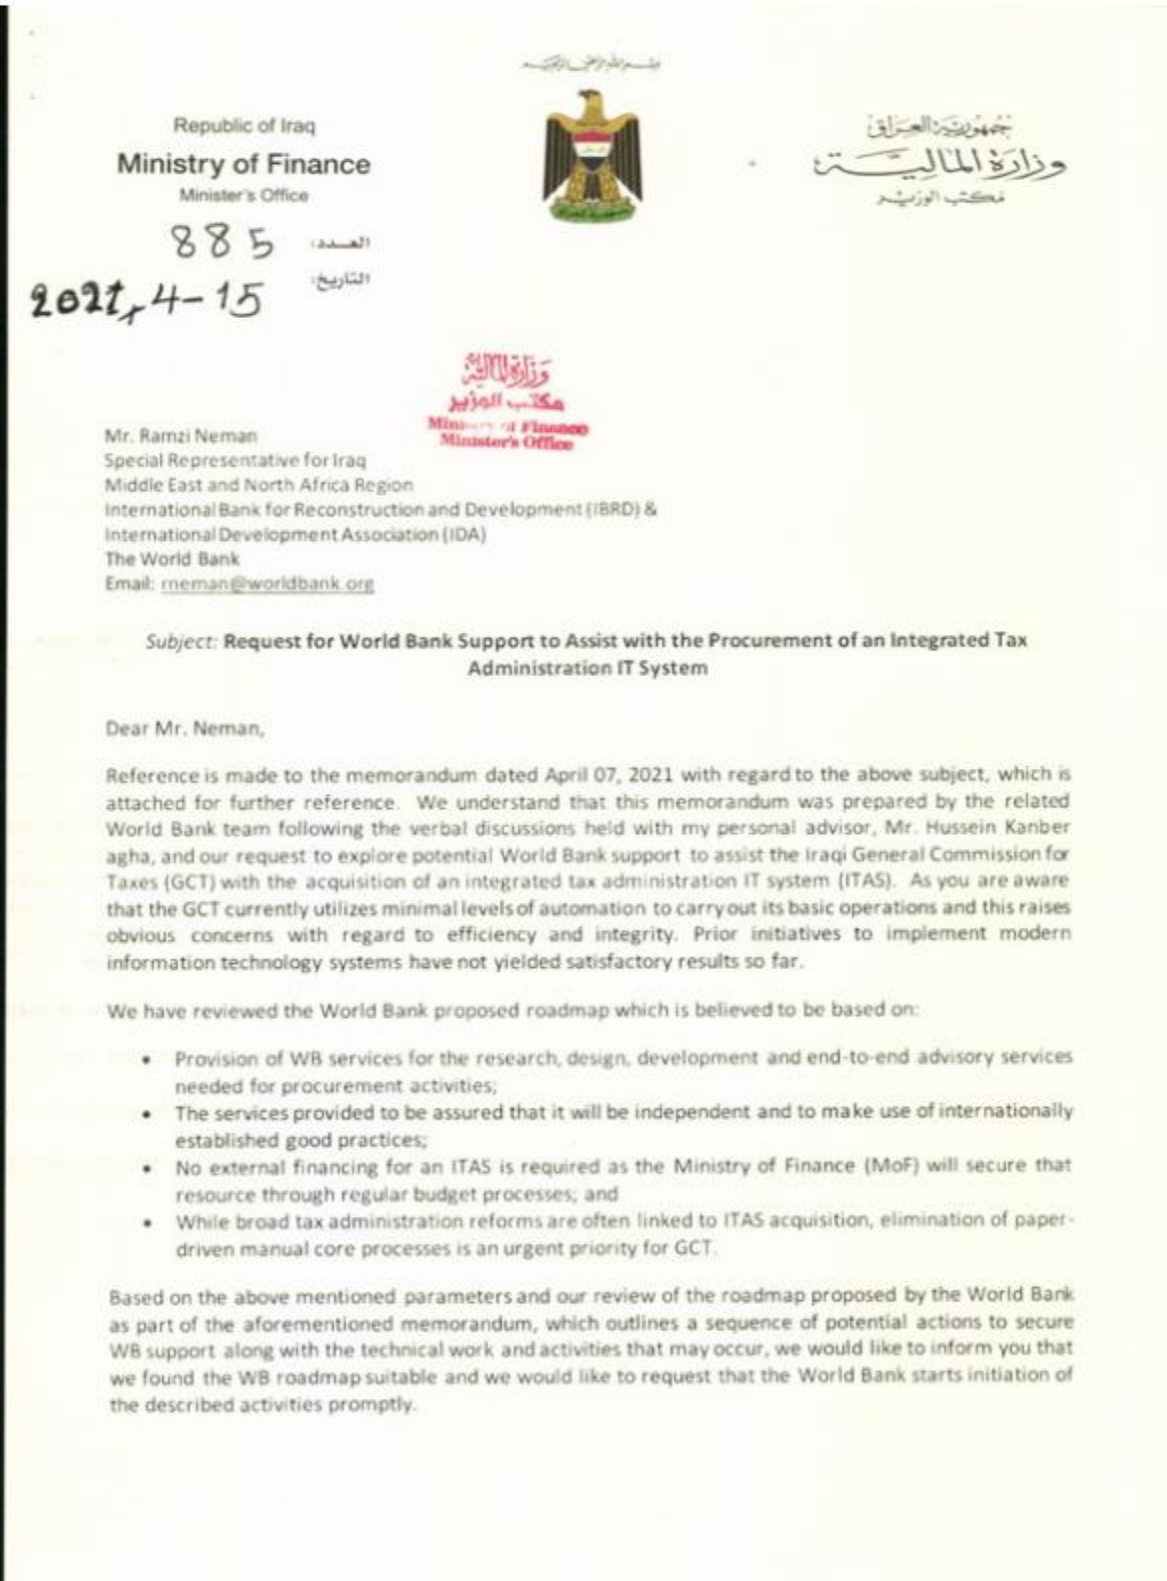 بسم الله الرحمن الرحيم
Republic of Iraq
Ministry of Finance
Minister's Office
جمهورية العراق
وزارة المالية
مكتب الوزير
885 العدد:
2021-4-15 التاريخ:
وزارة المالية
مكتب الوزير
Ministry of Finance
Minister's Office
Mr. Ramzi Neman
Special Representative for Iraq
Middle East and North Africa Region
International Bank for Reconstruction and Development (IBRD) &
International Development Association (IDA)
The World Bank
Email: rneman@worldbank.org
Subject: Request for World Bank Support to Assist with the Procurement of an Integrated Tax
Administration IT System
Dear Mr. Neman,
Reference is made to the memorandum dated April 07, 2021 with regard to the above subject, which is
attached for further reference. We understand that this memorandum was prepared by the related
World Bank team following the verbal discussions held with my personal advisor, Mr. Hussein Kanber
agha, and our request to explore potential World Bank support to assist the Iraqi General Commission for
Taxes (GCT) with the acquisition of an integrated tax administration IT system (ITAS). As you are aware
that the GCT currently utilizes minimal levels of automation to carry out its basic operations and this raises
obvious concerns with regard to efficiency and integrity. Prior initiatives to implement modern
information technology systems have not yielded satisfactory results so far.
We have reviewed the World Bank proposed roadmap which is believed to be based on:
• Provision of WB services for the research, design, development and end-to-end advisory services
needed for procurement activities;
• The services provided to be assured that it will be independent and to make use of internationally
established good practices;
• No external financing for an ITAS is required as the Ministry of Finance (MoF) will secure that
resource through regular budget processes; and
• While broad tax administration reforms are often linked to ITAS acquisition, elimination of paper-
driven manual core processes is an urgent priority for GCT.
Based on the above mentioned parameters and our review of the roadmap proposed by the World Bank
as part of the aforementioned memorandum, which outlines a sequence of potential actions to secure
WB support along with the technical work and activities that may occur, we would like to inform you that
we found the WB roadmap suitable and we would like to request that the World Bank starts initiation of
the described activities promptly.